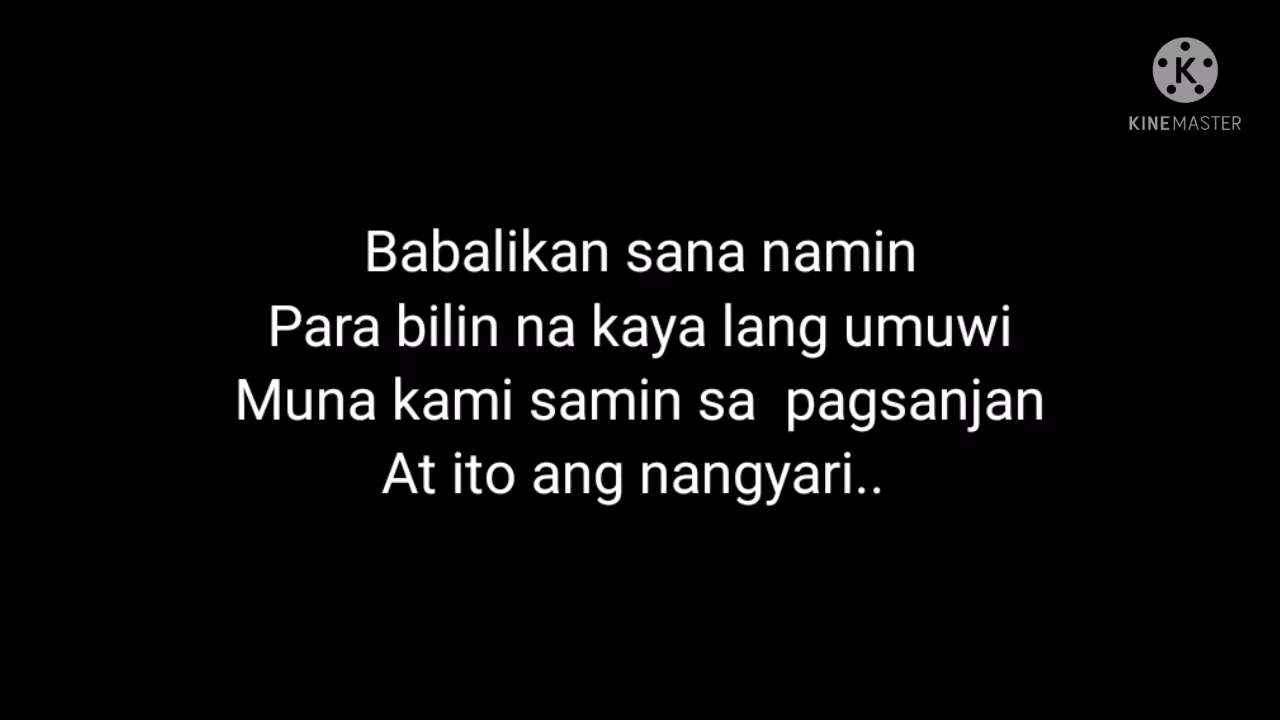 K
KINEMASTER
Babalikan sana namin
Para bilin na kaya lang umuwi
Muna kami samin sa  pagsanjan
At ito ang nangyari..